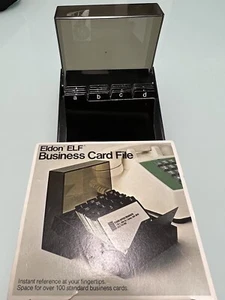 a b c d
Eldon ELF
Business Card File
Instant reference at your fingertips.
Space for over 100 standard business cards.